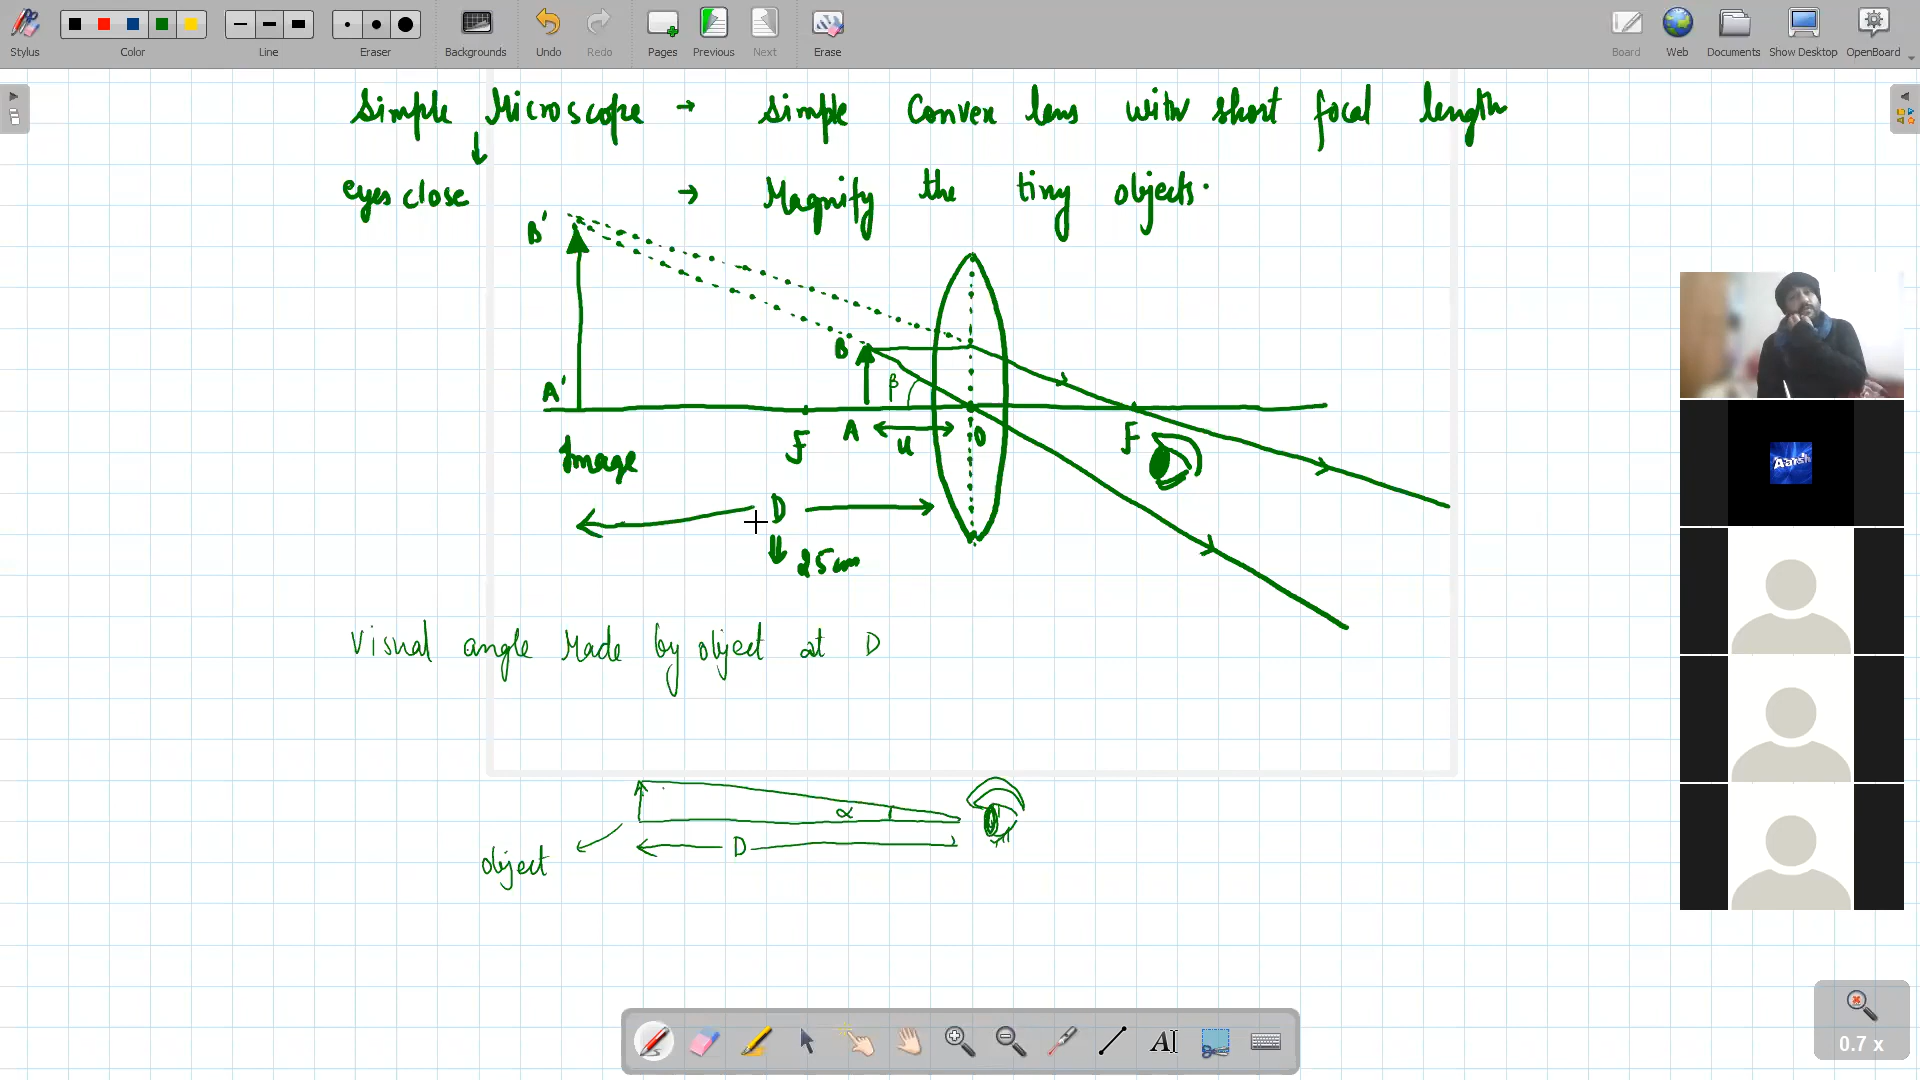 Stylus
Color
Line
Eraser
Backgrounds
Undo
Redo
Pages
Previous
Next
Erase
Board
Web
Documents
Show Desktop
OpenBoard
Simple Microscope → Simple Convex lens with short focal length
↓
eyes close → Magnify the tiny objects.
B'
B
β
A'
F
A
u
O
F
Image
D
25cm
Visual angle Made by object at D
α
D
object
Aarsh
0.7 x